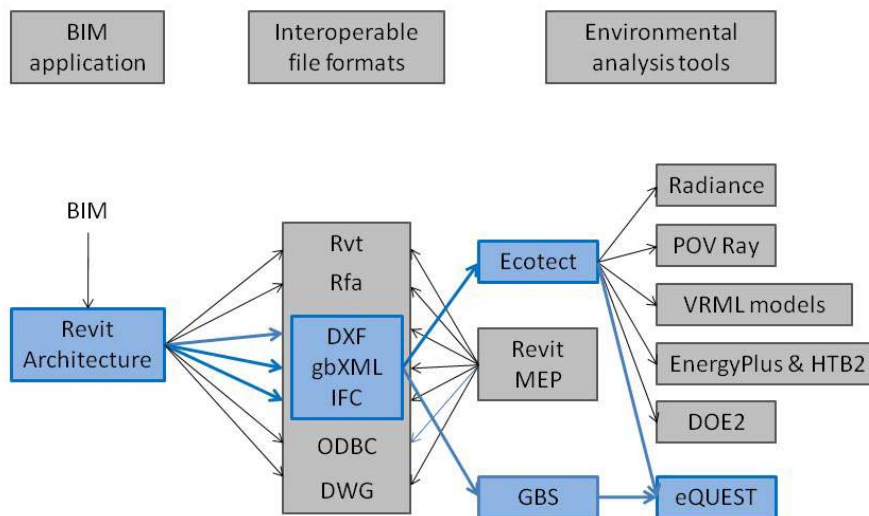 BIM
application
Interoperable
file formats
Environmental
analysis tools
BIM
Revit
Architecture
Rvt
Rfa
DXF
gbXML
IFC
ODBC
DWG
Ecotect
Revit
MEP
GBS
Radiance
POV Ray
VRML models
EnergyPlus & HTB2
DOE2
eQUEST